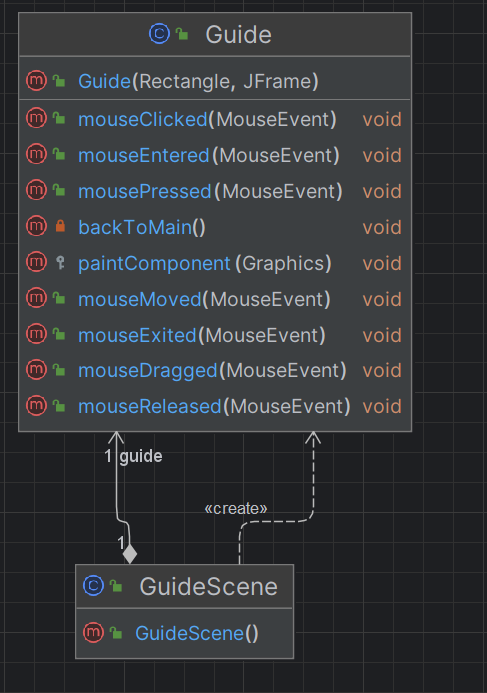 Guide
Guide(Rectangle, JFrame)
mouseClicked(MouseEvent) void
mouseEntered(MouseEvent) void
mousePressed(MouseEvent) void
backToMain() void
paintComponent(Graphics) void
mouseMoved(MouseEvent) void
mouseExited(MouseEvent) void
mouseDragged(MouseEvent) void
mouseReleased(MouseEvent) void
1 guide
«create»
1
GuideScene
GuideScene()